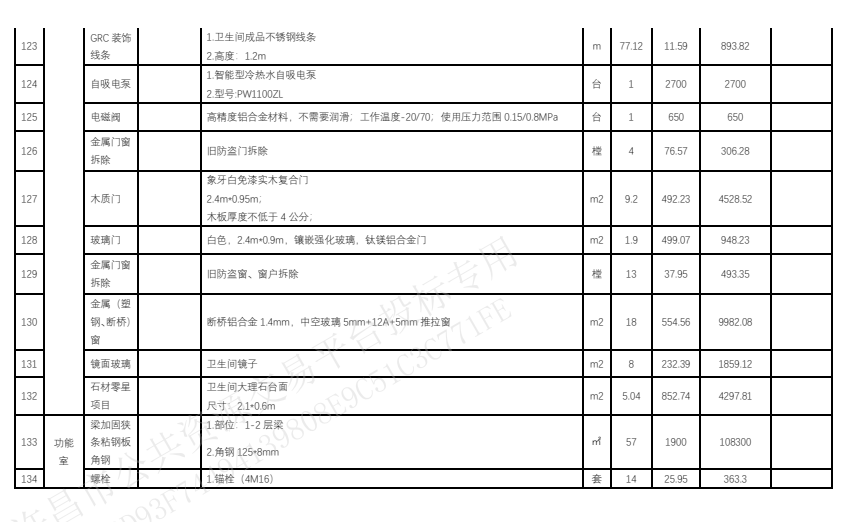 123 GRC 装饰线条 1.卫生间成品不锈钢线条 2.高度:1.2m m 77.12 11.59 893.82
124 自吸电泵 1.智能型冷热水自吸电泵 2.型号:PW1100ZL 台 1 2700 2700
125 电磁阀 高精度铝合金材料，不需要润滑；工作温度-20/70；使用压力范围 0.15/0.8MPa 台 1 650 650
126 金属门窗拆除 旧防盗门拆除 樘 4 76.57 306.28
127 木质门 象牙白免漆实木复合门 2.4m*0.95m； 木板厚度不低于 4 公分； m2 9.2 492.23 4528.52
128 玻璃门 白色，2.4m*0.9m，镶嵌强化玻璃，钛镁铝合金门 m2 1.9 499.07 948.23
129 金属门窗拆除 旧防盗窗、窗户拆除 樘 13 37.95 493.35
130 金属（塑钢、断桥）窗 断桥铝合金 1.4mm，中空玻璃 5mm+12A+5mm 推拉窗 m2 18 554.56 9982.08
131 镜面玻璃 卫生间镜子 m2 8 232.39 1859.12
132 石材零星项目 卫生间大理石台面 尺寸：2.1*0.6m m2 5.04 852.74 4297.81
133 功能室 梁加固狭条粘钢板角钢 1.部位：1-2 层梁 2.角钢 125*8mm ㎡ 57 1900 108300
134 螺栓 1.锚栓（4M16） 套 14 25.95 363.3